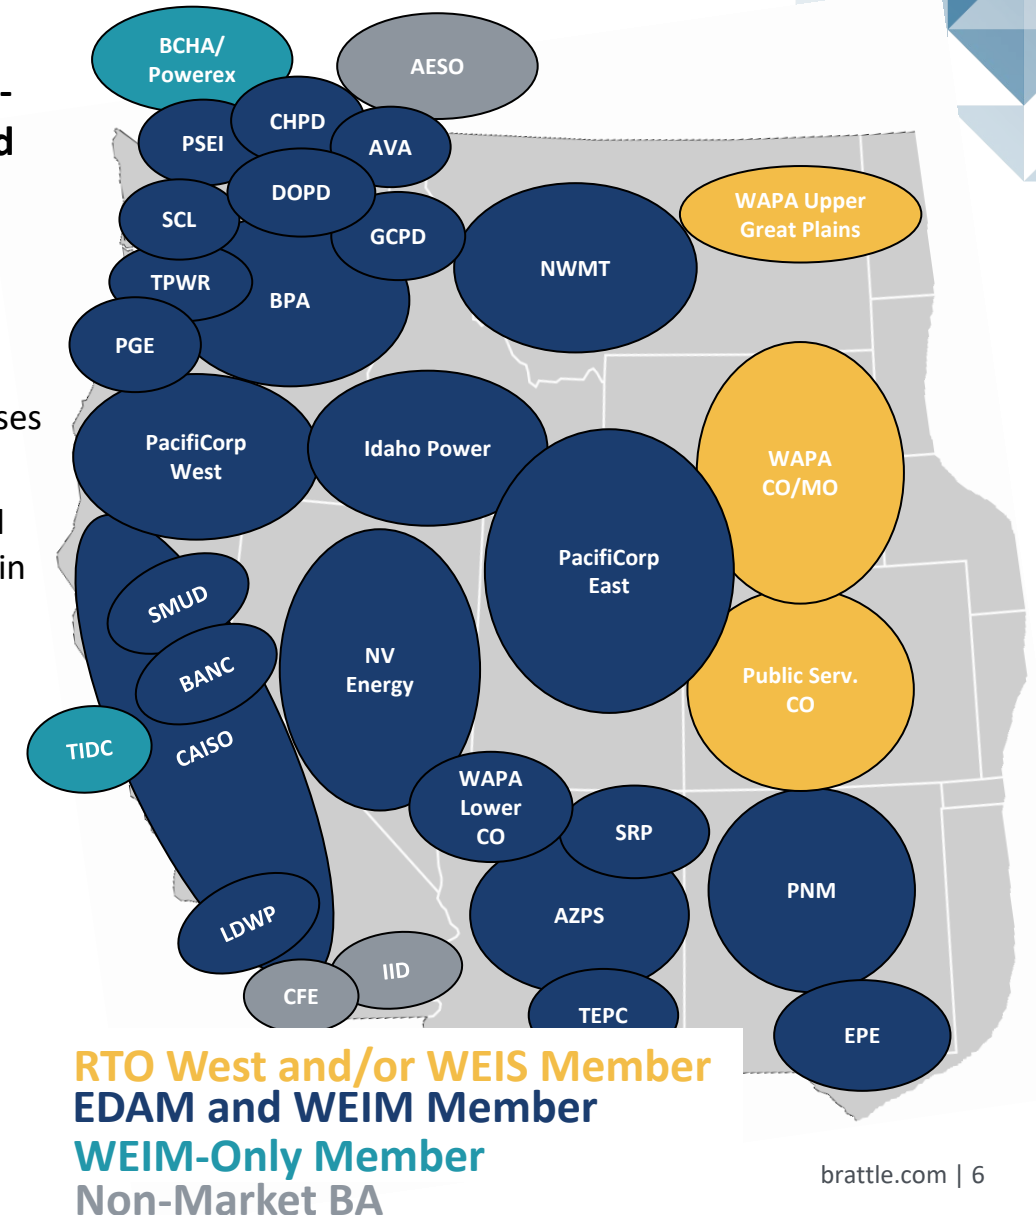 -
d
ses
l
in
BCHA/
Powerex
AESO
CHPD
PSEI
AVA
DOPD
SCL
GCPD
WAPA Upper
Great Plains
NWMT
TPWR
BPA
PGE
PacifiCorp
West
Idaho Power
WAPA
CO/MO
PacifiCorp
East
SMUD
BANC
NV
Energy
Public Serv.
CO
TIDC
CAISO
WAPA
Lower
CO
SRP
PNM
AZPS
LDWP
IID
CFE
TEPC
EPE
RTO West and/or WEIS Member
EDAM and WEIM Member
WEIM-Only Member
Non-Market BA
brattle.com | 6